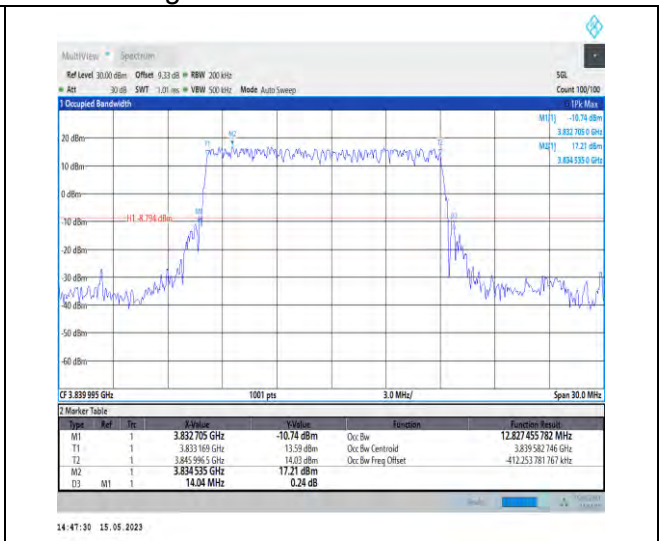 MultiView Spectrum
Ref Level 30.00 dBm Offset 9.33 dB RBW 200 kHz SGL
Att 30 dB SWT 1.01 ms VBW 500 kHz Mode Auto Sweep Count 100/100
1 Occupied Bandwidth 1Pk Max
M1[1] -10.74 dBm
3.832 705 0 GHz
M2[1] 17.21 dBm
3.834 535 0 GHz
20 dBm
M2
T1
T2
10 dBm
0 dBm
M1
H1 -8.794 dBm
D3
-10 dBm
-20 dBm
-30 dBm
-40 dBm
-50 dBm
-60 dBm
CF 3.839 995 GHz 1001 pts 3.0 MHz/ Span 30.0 MHz
2 Marker Table
Type Ref Trc X-Value Y-Value Function Function Result
M1 1 3.832 705 GHz -10.74 dBm Occ Bw 12.827 455 782 MHz
T1 1 3.833 169 GHz 13.59 dBm Occ Bw Centroid 3.839 582 746 GHz
T2 1 3.845 996 5 GHz 14.03 dBm Occ Bw Freq Offset -412.253 781 767 kHz
M2 1 3.834 535 GHz 17.21 dBm
D3 M1 1 14.04 MHz 0.24 dB
14:47:30 15.05.2023